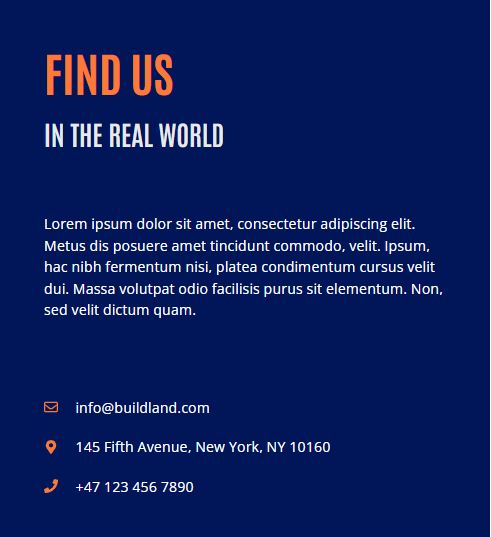 FIND US
IN THE REAL WORLD
Lorem ipsum dolor sit amet, consectetur adipiscing elit.
Metus dis posuere amet tincidunt commodo, velit. Ipsum,
hac nibh fermentum nisi, platea condimentum cursus velit
dui. Massa volutpat odio facilisis purus sit elementum. Non,
sed velit dictum quam.
info@buildland.com
145 Fifth Avenue, New York, NY 10160
+47 123 456 7890